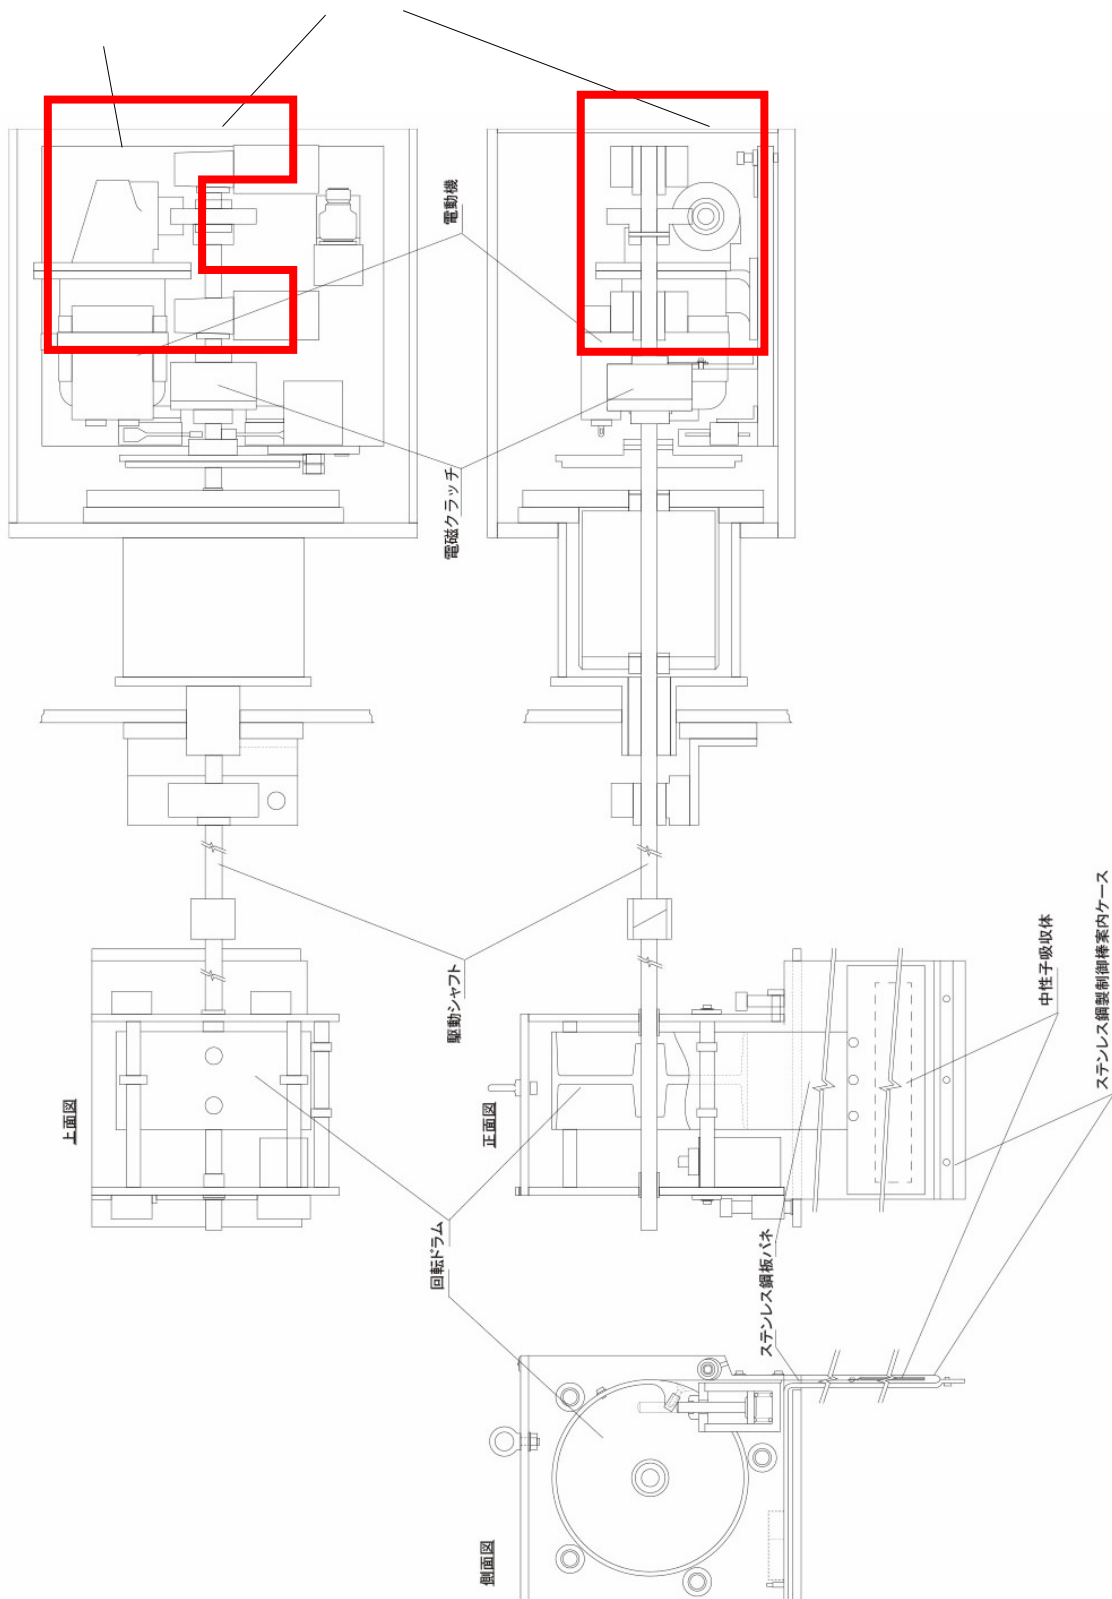 電動機
電磁クラッチ
駆動シャフト
上面図
正面図
回転ドラム
ステンレス鋼板バネ
中性子吸収体
ステンレス鋼製制御棒案内ケース
側面図